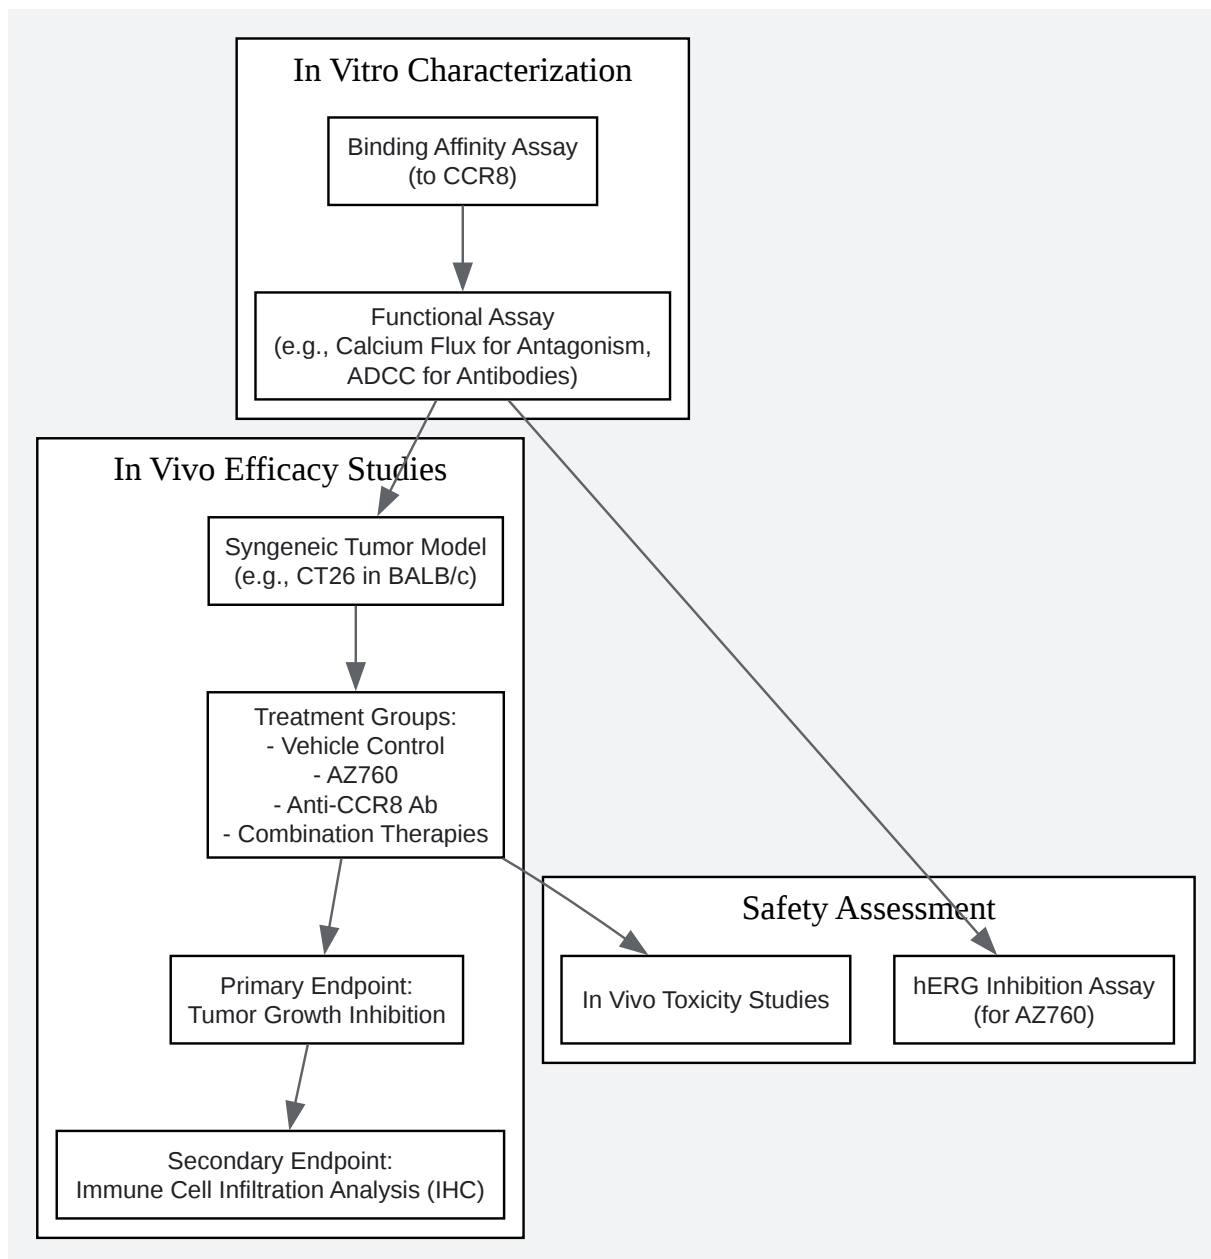 In Vitro Characterization
Binding Affinity Assay
(to CCR8)
Functional Assay
(e.g., Calcium Flux for Antagonism,
ADCC for Antibodies)
In Vivo Efficacy Studies
Syngeneic Tumor Model
(e.g., CT26 in BALB/c)
Treatment Groups:
- Vehicle Control
- AZ760
- Anti-CCR8 Ab
- Combination Therapies
Primary Endpoint:
Tumor Growth Inhibition
Secondary Endpoint:
Immune Cell Infiltration Analysis (IHC)
Safety Assessment
In Vivo Toxicity Studies
hERG Inhibition Assay
(for AZ760)